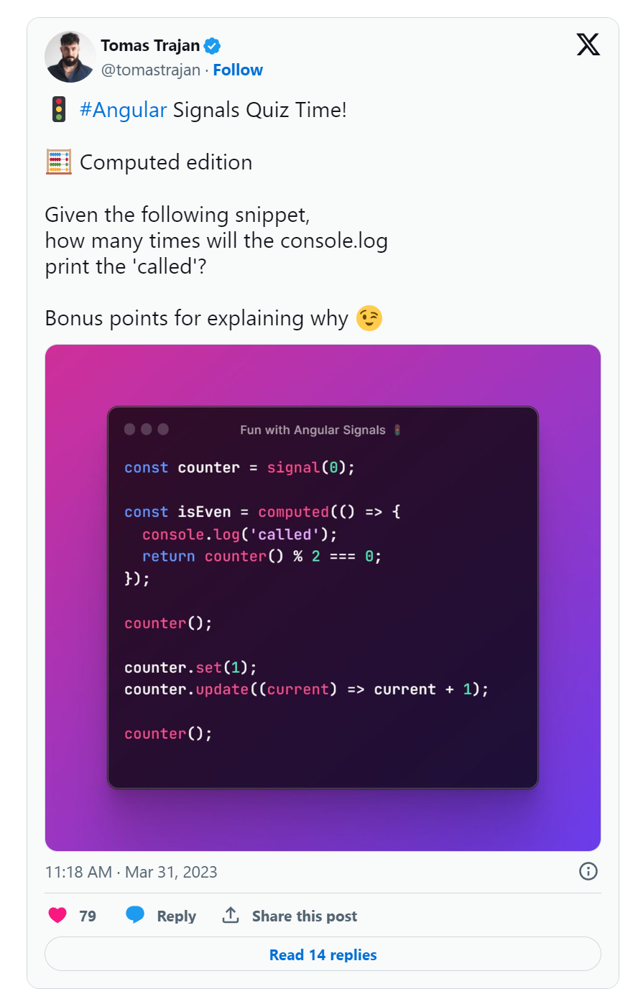 Tomas Trajan
@tomastrajan · Follow
#Angular Signals Quiz Time!
Computed edition
Given the following snippet,
how many times will the console.log
print the 'called'?
Bonus points for explaining why 😉
Fun with Angular Signals 🚦
const counter = signal(0);
const isEven = computed(() => {
  console.log('called');
  return counter() % 2 === 0;
});
counter();
counter.set(1);
counter.update((current) => current + 1);
counter();
11:18 AM · Mar 31, 2023
79 Reply Share this post
Read 14 replies